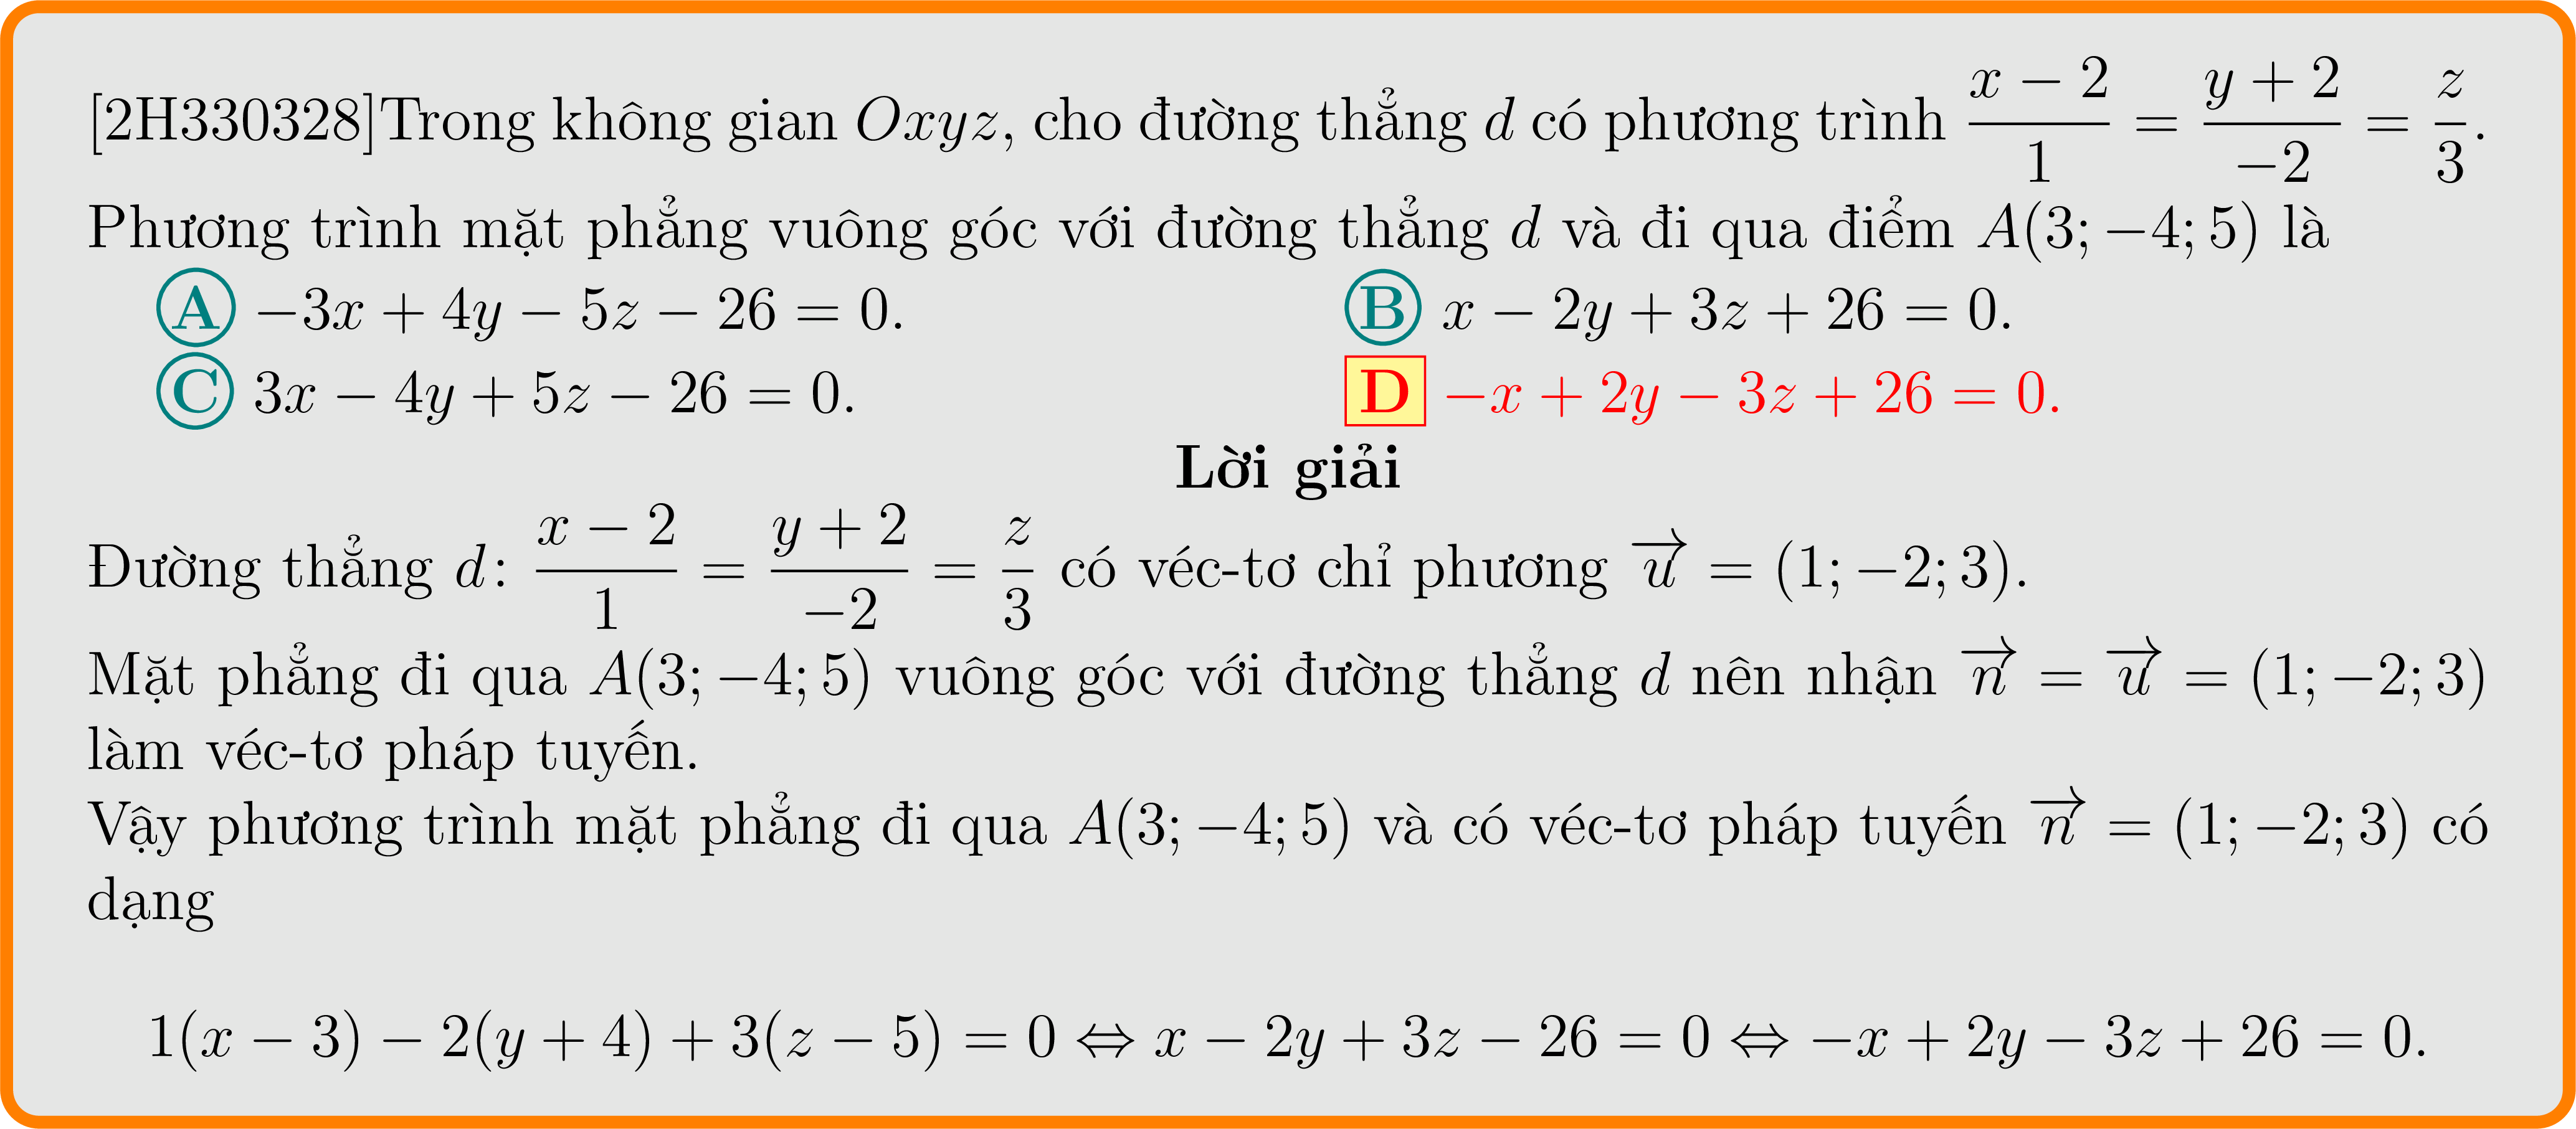 [2H330328]Trong không gian Oxyz, cho đường thẳng d có phương trình \frac{x − 2}{1} = \frac{y + 2}{−2} = \frac{z}{3}.
Phương trình mặt phẳng vuông góc với đường thẳng d và đi qua điểm A(3; −4; 5) là
A −3x + 4y − 5z − 26 = 0. B x − 2y + 3z + 26 = 0.
C 3x − 4y + 5z − 26 = 0. D −x + 2y − 3z + 26 = 0.
Lời giải
Đường thẳng d: \frac{x − 2}{1} = \frac{y + 2}{−2} = \frac{z}{3} có véc-tơ chỉ phương \overrightarrow{u} = (1; −2; 3).
Mặt phẳng đi qua A(3; −4; 5) vuông góc với đường thẳng d nên nhận \overrightarrow{n} = \overrightarrow{u} = (1; −2; 3)
làm véc-tơ pháp tuyến.
Vậy phương trình mặt phẳng đi qua A(3; −4; 5) và có véc-tơ pháp tuyến \overrightarrow{n} = (1; −2; 3) có
dạng
1(x − 3) − 2(y + 4) + 3(z − 5) = 0 ⇔ x − 2y + 3z − 26 = 0 ⇔ −x + 2y − 3z + 26 = 0.